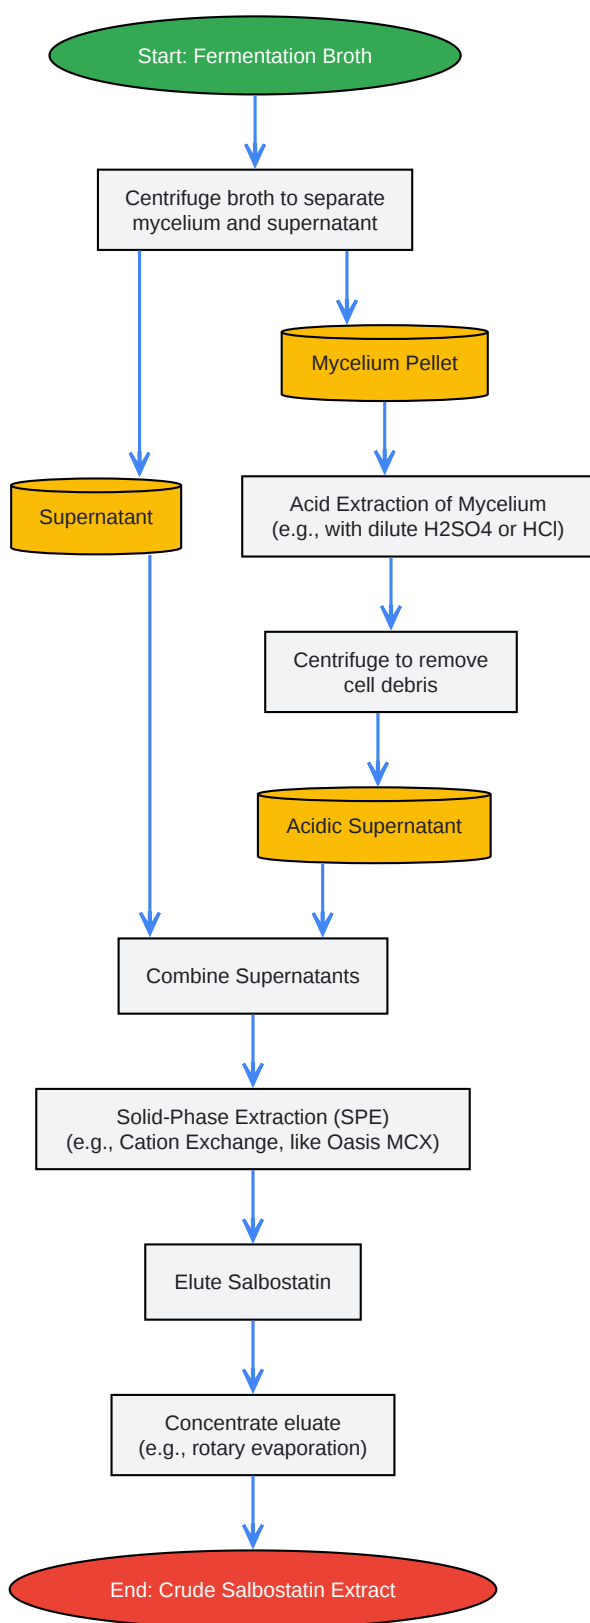 Start: Fermentation Broth
Centrifuge broth to separate
mycelium and supernatant
Mycelium Pellet
Supernatant
Acid Extraction of Mycelium
(e.g., with dilute H2SO4 or HCl)
Centrifuge to remove
cell debris
Acidic Supernatant
Combine Supernatants
Solid-Phase Extraction (SPE)
(e.g., Cation Exchange, like Oasis MCX)
Elute Salbostatin
Concentrate eluate
(e.g., rotary evaporation)
End: Crude Salbostatin Extract